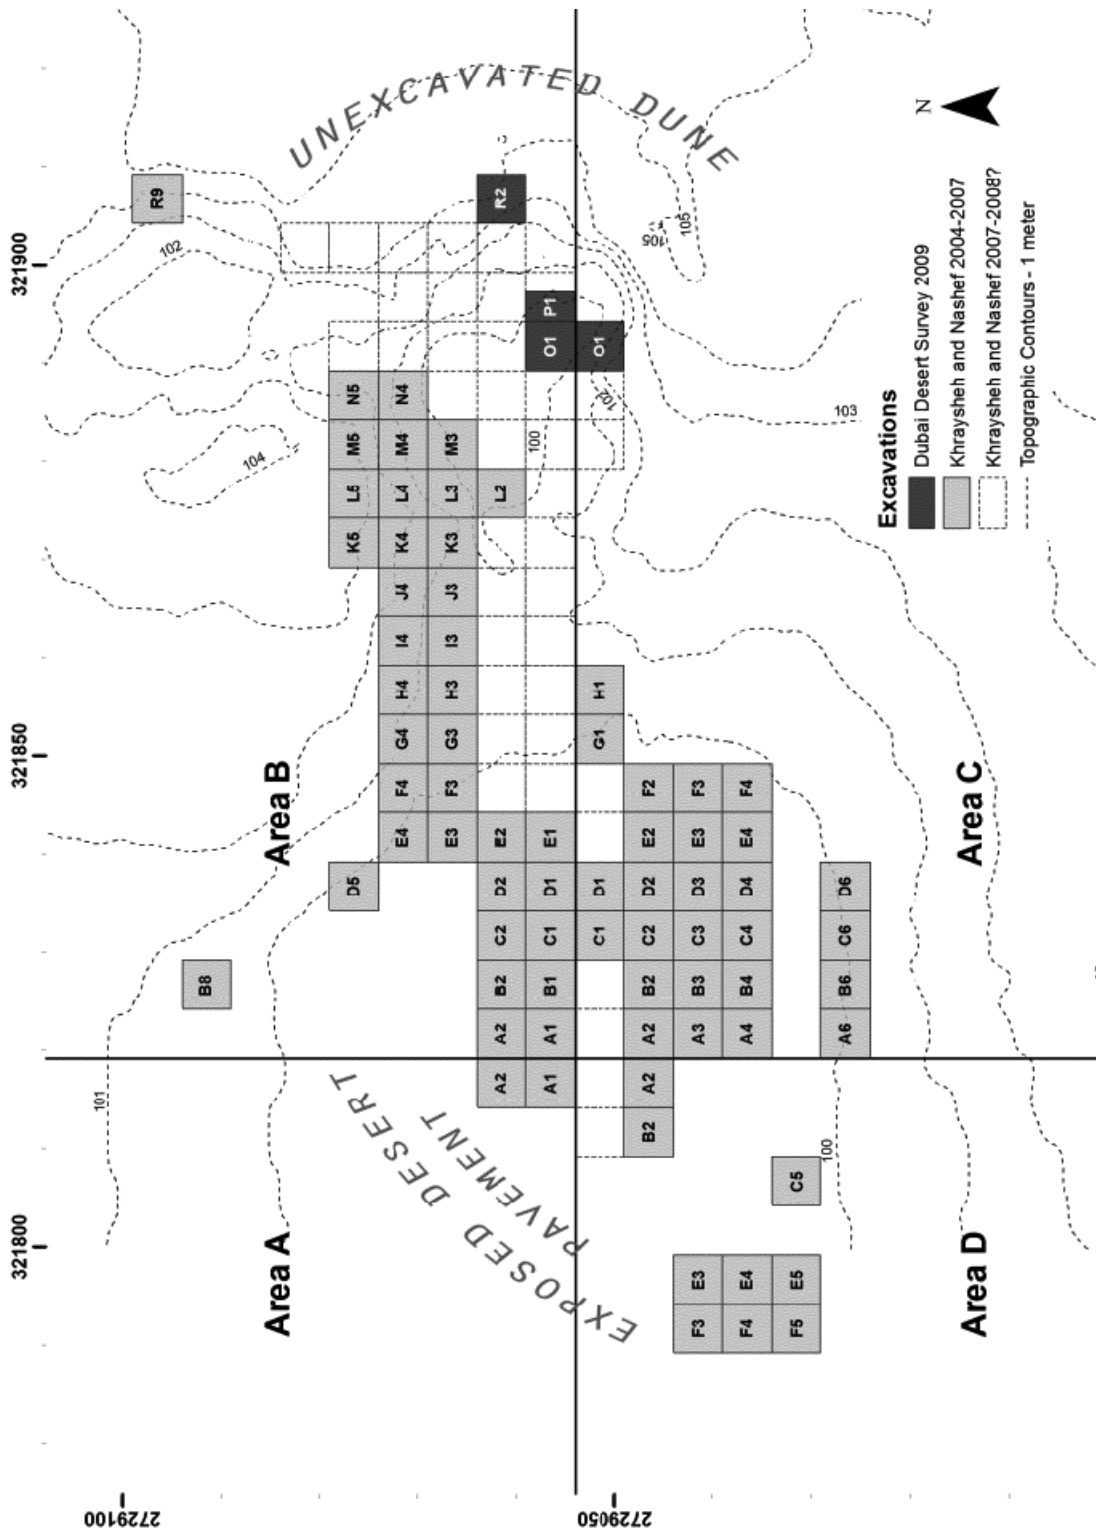 321800 321850 321900
2729100
101
R9
102
B8
104
Area A Area B
UNEXCAVATED DUNE
D5 K5 L5 M5 N5
E4 F4 G4 H4 I4 J4 K4 L4 M4 N4
E3 F3 G3 H3 I3 J3 K3 L3 M3
A2 A2 B2 C2 D2 E2 L2 R2
100
A1 A1 B1 C1 D1 E1 O1 P1
EXPOSED DESERT
PAVEMENT
C1 D1 G1 H1 O1
102
2729050
B2 A2 A2 B2 C2 D2 E2 F2
105
105
F3 E3 A3 B3 C3 D3 E3 F3
F4 E4 A4 B4 C4 D4 E4 F4
F5 E5 C5
100
103
A6 B6 C6 D6
Area D Area C
Excavations
Dubai Desert Survey 2009
Khraysheh and Nashef 2004-2007
Khraysheh and Nashef 2007-2008?
Topographic Contours - 1 meter
N